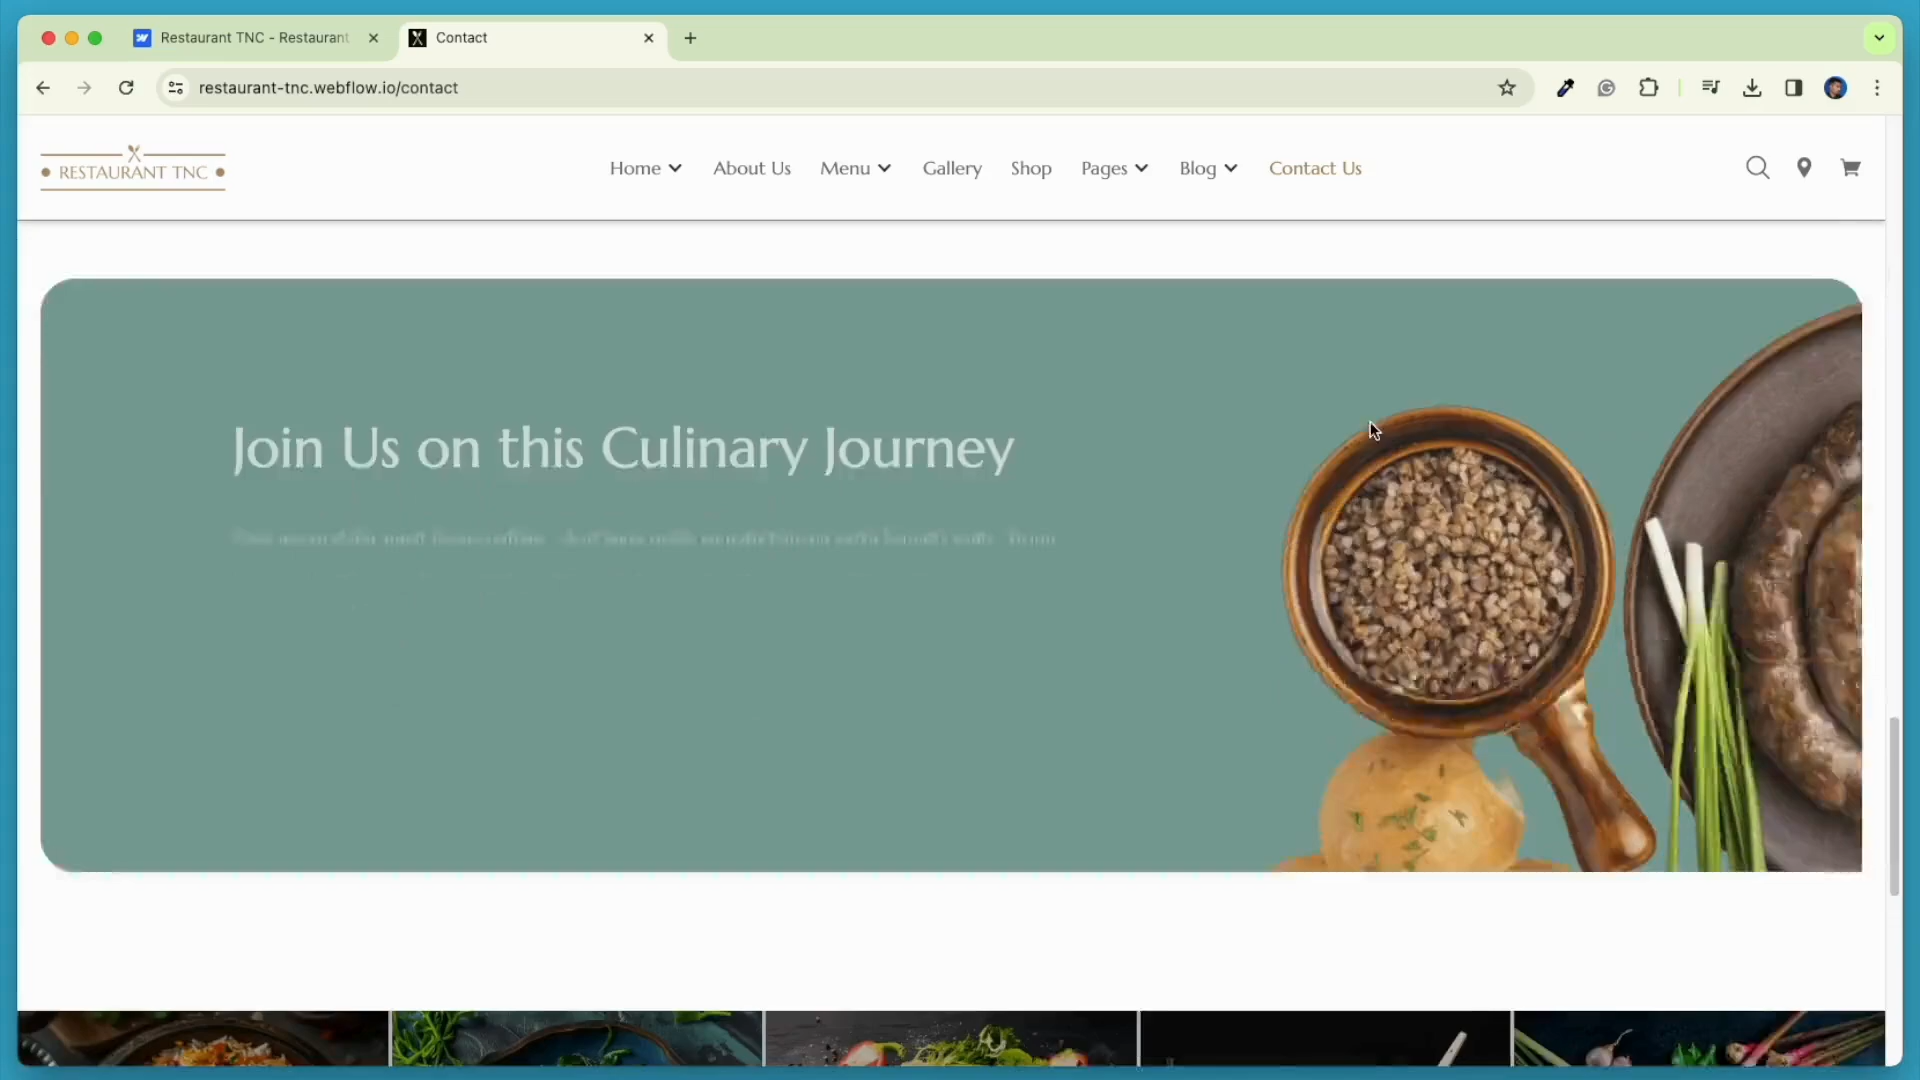 Restaurant TNC - Restaurant
Contact
restaurant-tnc.webflow.io/contact
RESTAURANT TNC
Home
About Us
Menu
Gallery
Shop
Pages
Blog
Contact Us
Join Us on this Culinary Journey